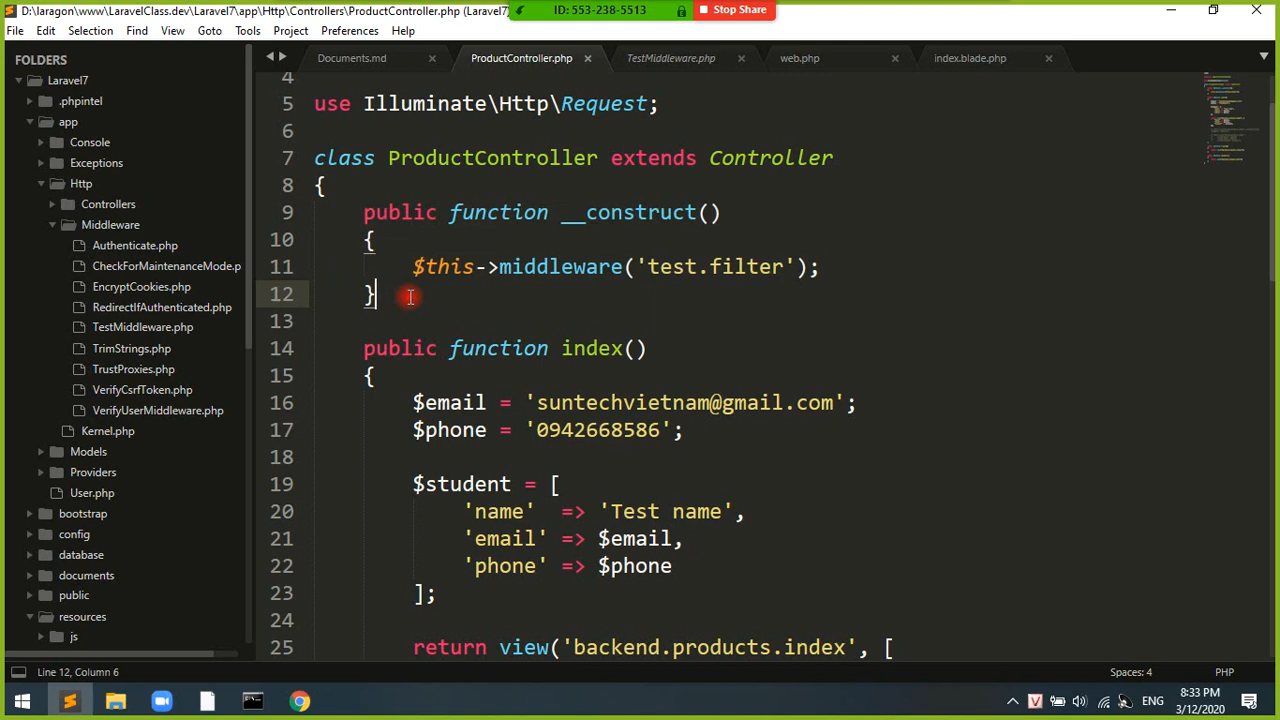 D:\laragon\www\LaravelClass.dev\Laravel7\app\Http\Controllers\ProductController.php (Laravel7)
ID: 553-238-5513
Stop Share
File Edit Selection Find View Goto Tools Project Preferences Help
FOLDERS
Laravel7
.phpintel
app
Console
Exceptions
Http
Controllers
Middleware
Authenticate.php
CheckForMaintenanceMode.p
EncryptCookies.php
RedirectIfAuthenticated.php
TestMiddleware.php
TrimStrings.php
TrustProxies.php
VerifyCsrfToken.php
VerifyUserMiddleware.php
Kernel.php
Models
Providers
User.php
bootstrap
config
database
documents
public
resources
js
Documents.md ProductController.php TestMiddleware.php web.php index.blade.php
4
5 use Illuminate\Http\Request;
6
7 class ProductController extends Controller
8 {
9 public function __construct()
10 {
11 $this->middleware('test.filter');
12 }
13
14 public function index()
15 {
16 $email = 'suntechvietnam@gmail.com';
17 $phone = '0942668586';
18
19 $student = [
20 'name' => 'Test name',
21 'email' => $email,
22 'phone' => $phone
23 ];
24
25 return view('backend.products.index', [
Line 12, Column 6
Spaces: 4
PHP
ENG
8:33 PM
3/12/2020